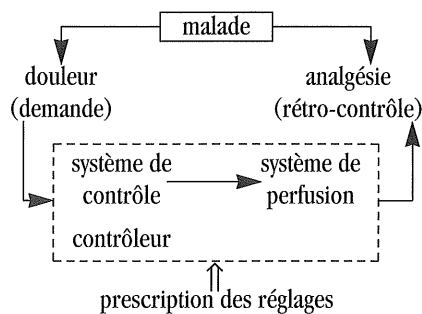 malade
douleur
(demande)
analgésie
(rétro-contrôle)
système de
contrôle
système de
perfusion
contrôleur
prescription des réglages